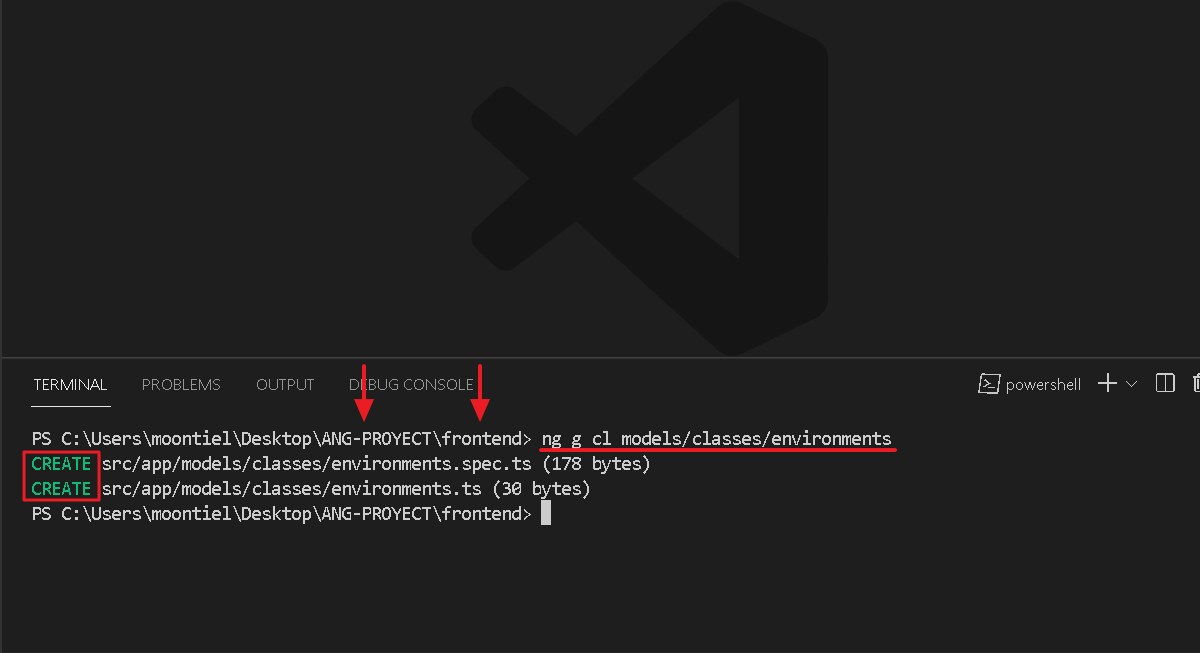 TERMINAL PROBLEMS OUTPUT DEBUG CONSOLE powershell
PS C:\Users\moontiel\Desktop\ANG-PROYECT\frontend> ng g cl models/classes/environments
CREATE src/app/models/classes/environments.spec.ts (178 bytes)
CREATE src/app/models/classes/environments.ts (30 bytes)
PS C:\Users\moontiel\Desktop\ANG-PROYECT\frontend>